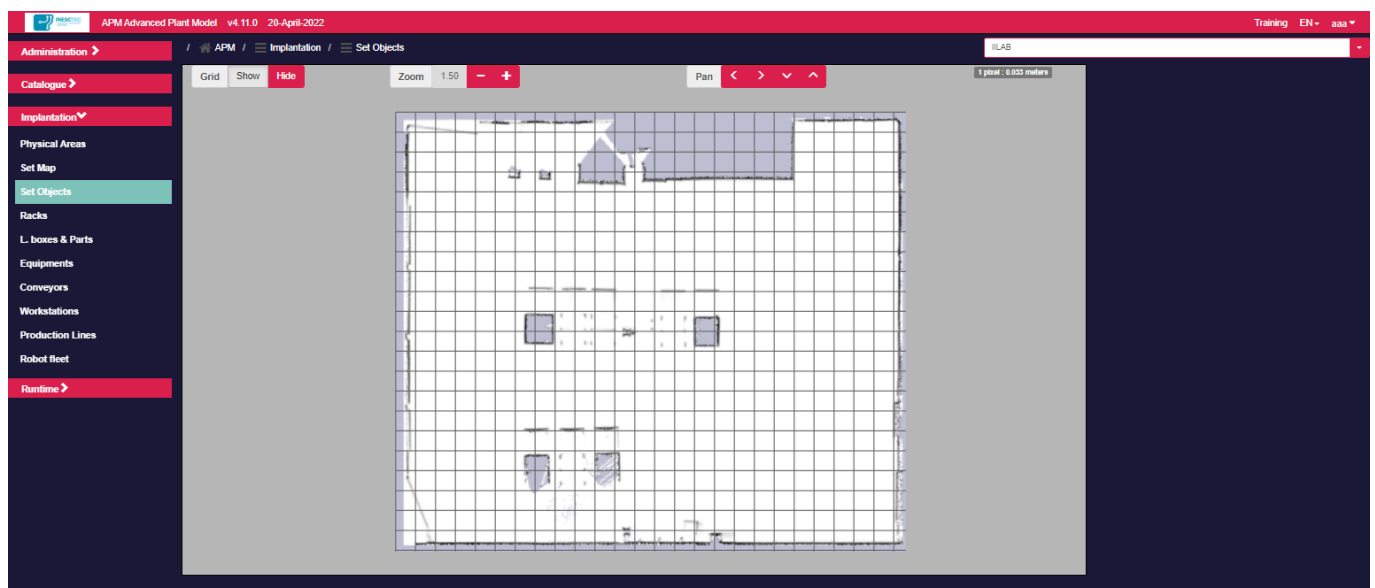 INESCTEC APM Advanced Plant Model v4.11.0 20-April-2022 Training EN aaa
Administration / APM / Implantation / Set Objects IILAB
Catalogue Grid Show Hide Zoom 1.50 − + Pan 1 pixel : 0.033 meters
Implantation
Physical Areas
Set Map
Set Objects
Racks
L. boxes & Parts
Equipments
Conveyors
Workstations
Production Lines
Robot fleet
Runtime